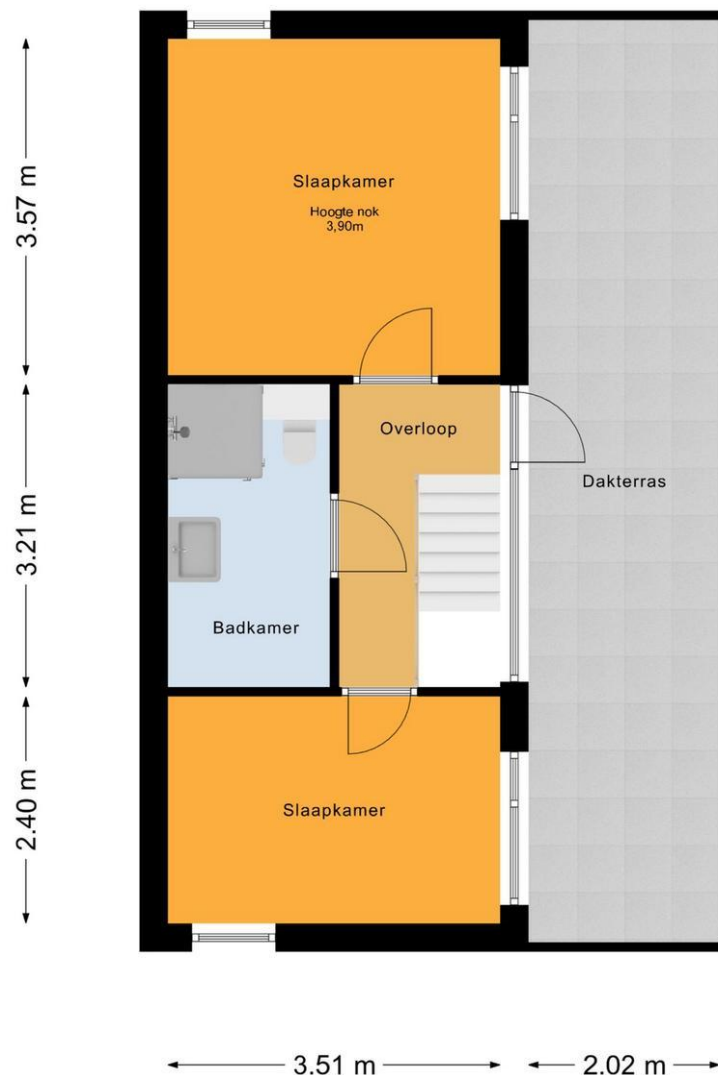 Slaapkamer
Hoogte nok
3,90m
3.57 m
Overloop
Dakterras
3.21 m
Badkamer
Slaapkamer
2.40 m
3.51 m
2.02 m